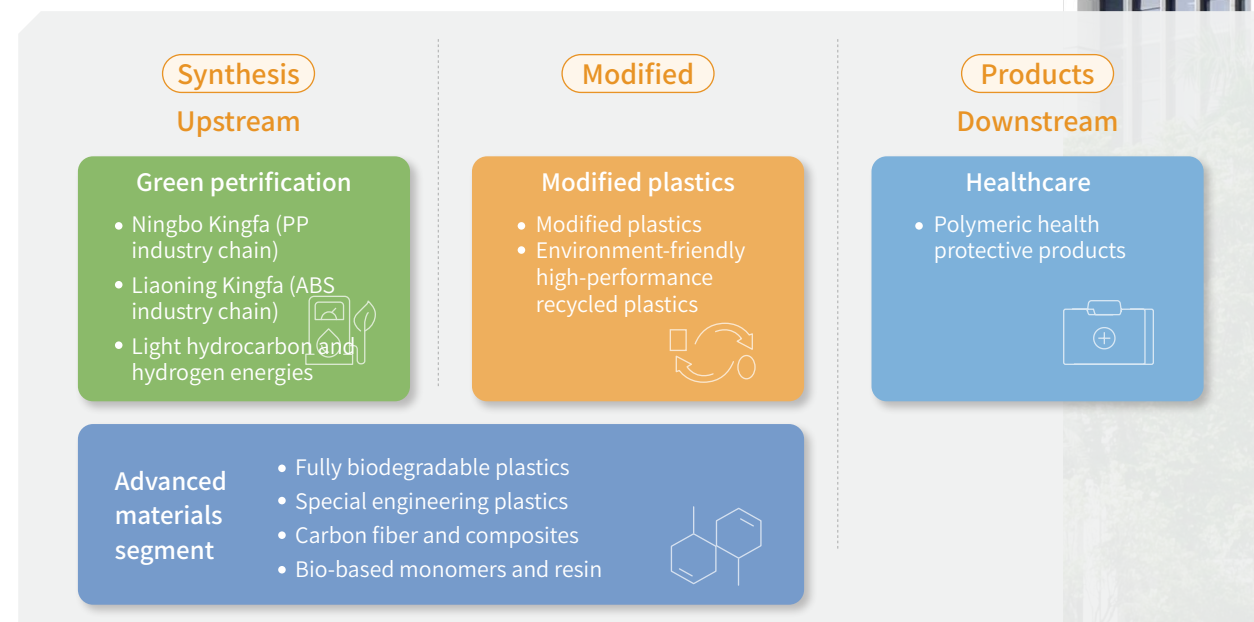 Synthesis
Upstream
Modified
Products
Downstream
Green petrification
• Ningbo Kingfa (PP
industry chain)
• Liaoning Kingfa (ABS
industry chain)
• Light hydrocarbon and
hydrogen energies
Modified plastics
• Modified plastics
• Environment-friendly
high-performance
recycled plastics
Healthcare
• Polymeric health
protective products
Advanced
materials
segment
• Fully biodegradable plastics
• Special engineering plastics
• Carbon fiber and composites
• Bio-based monomers and resin